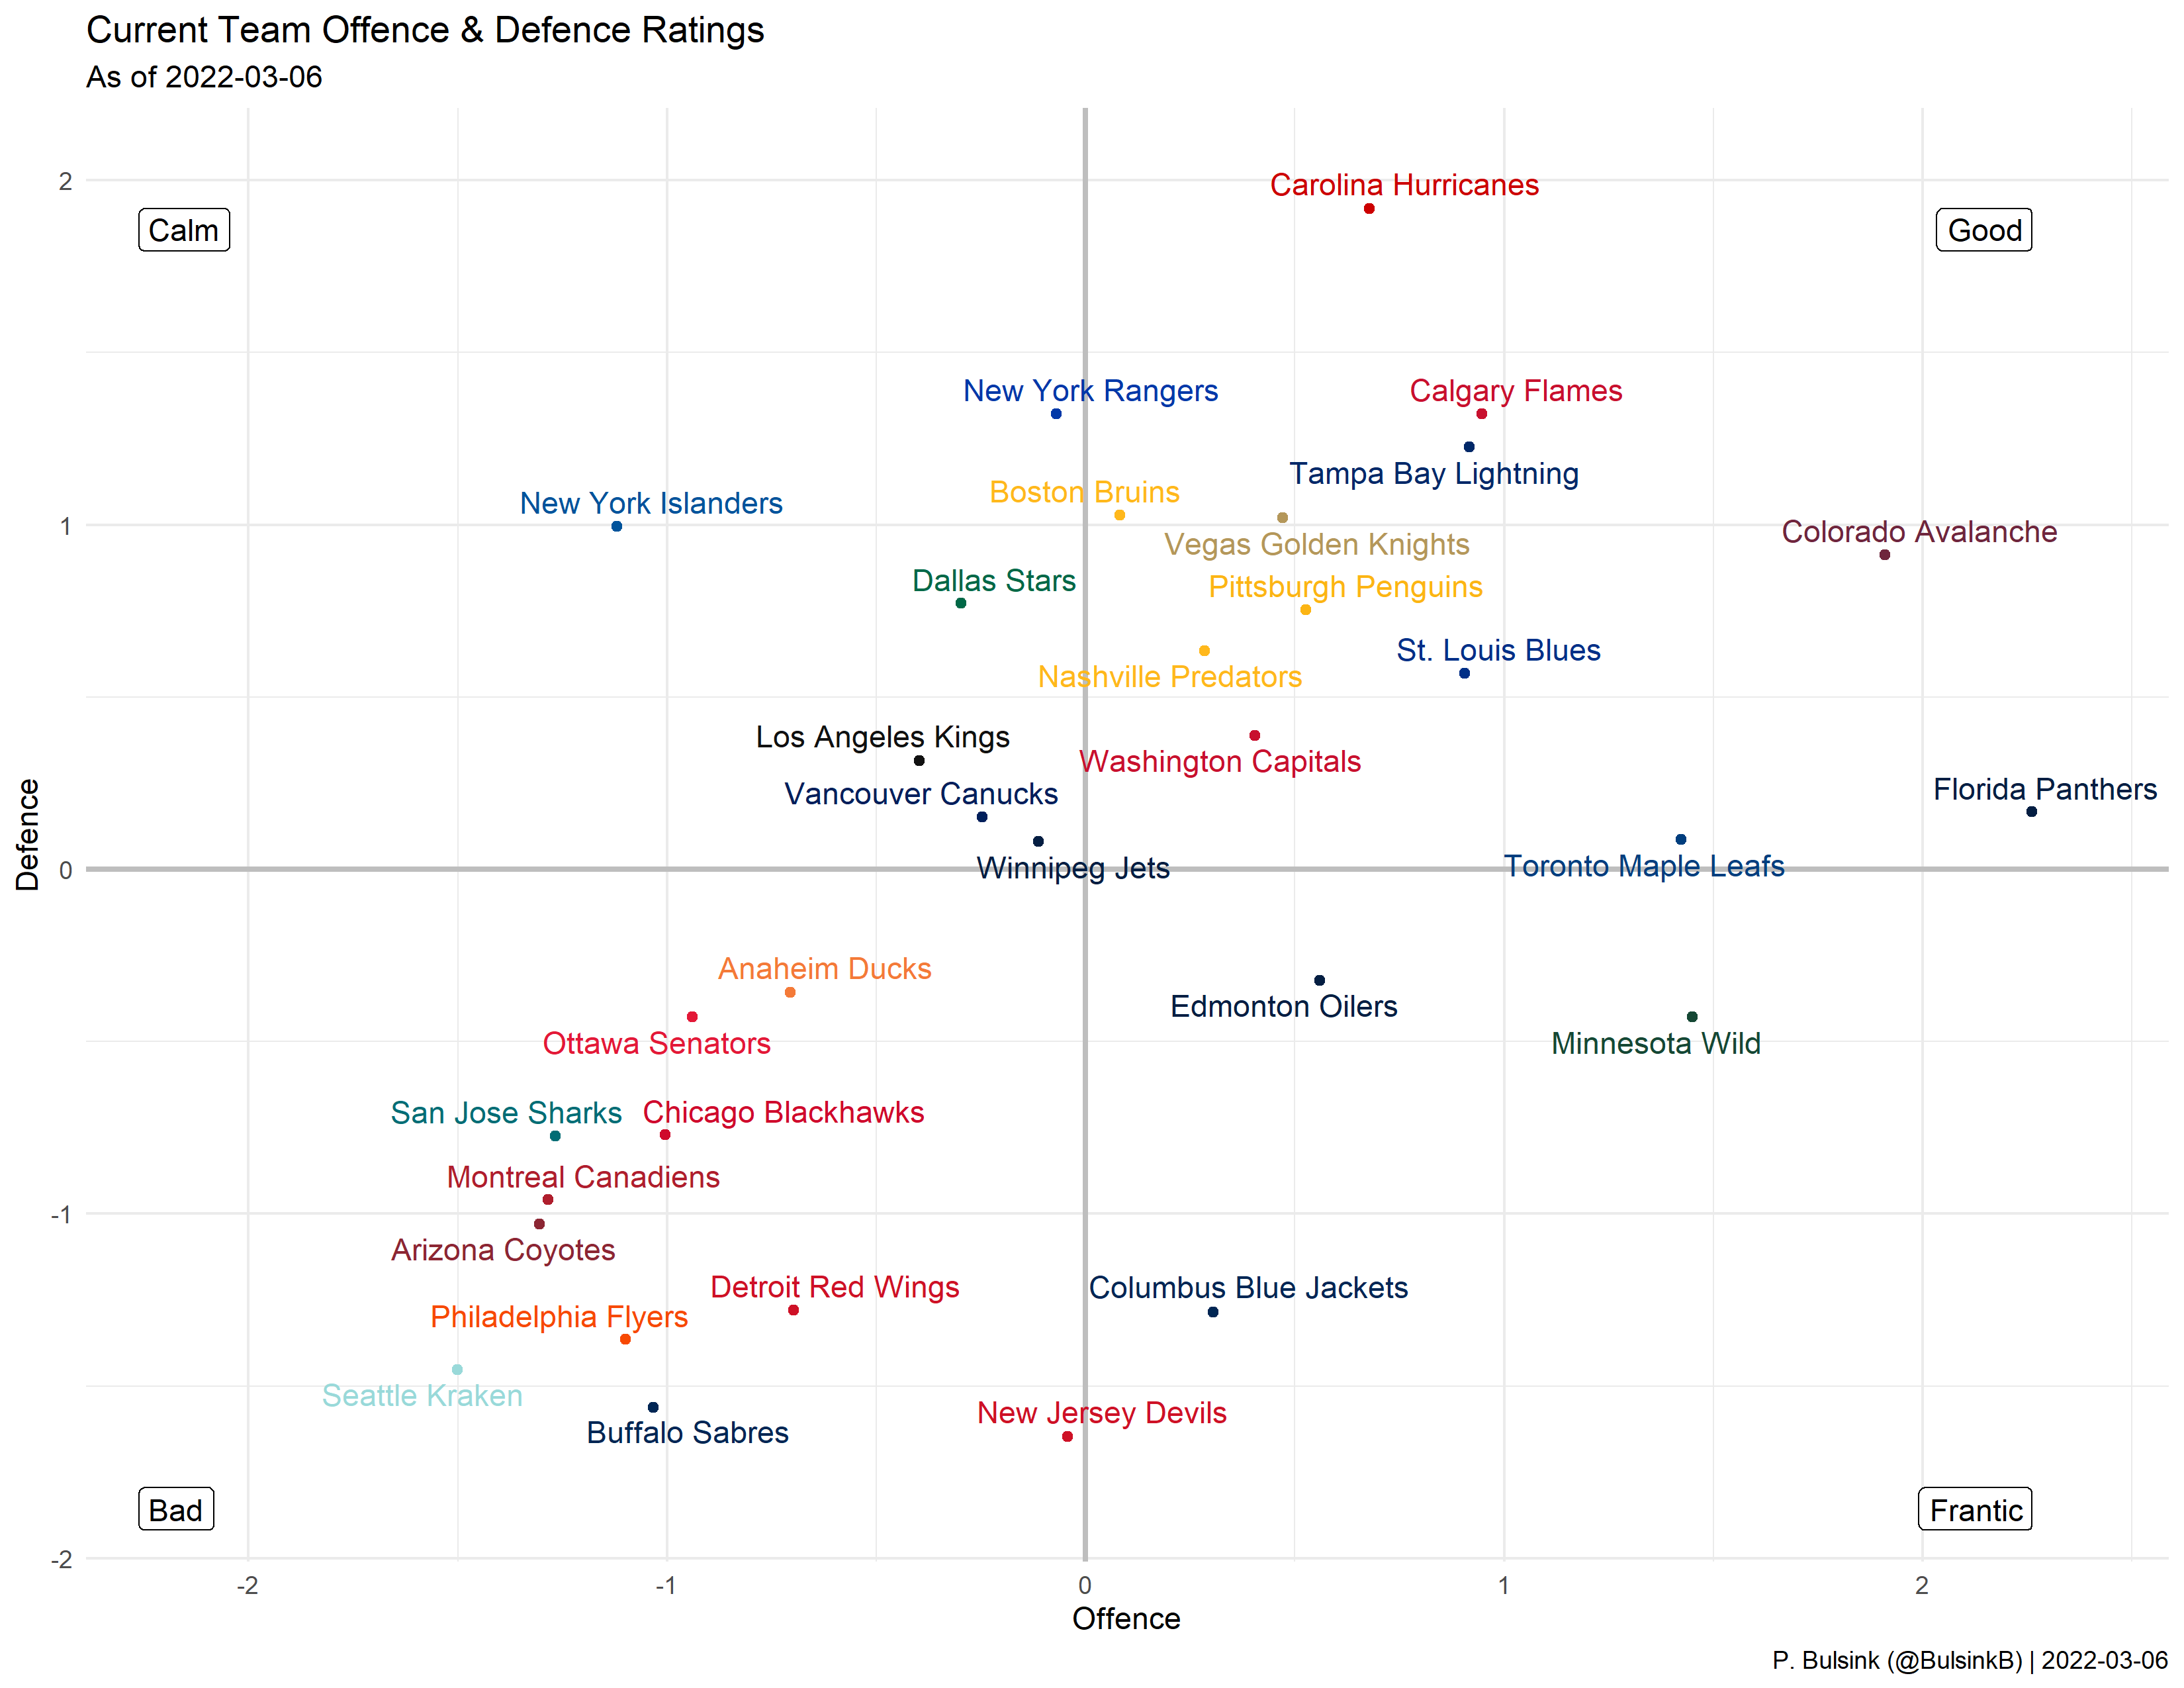 Current Team Offence & Defence Ratings
As of 2022-03-06
2
Carolina Hurricanes
Calm
Good
New York Rangers
Calgary Flames
Tampa Bay Lightning
Boston Bruins
New York Islanders
1
Colorado Avalanche
Vegas Golden Knights
Dallas Stars
Pittsburgh Penguins
St. Louis Blues
Nashville Predators
Los Angeles Kings
Washington Capitals
Florida Panthers
Vancouver Canucks
Defence
0
Toronto Maple Leafs
Winnipeg Jets
Anaheim Ducks
Edmonton Oilers
Ottawa Senators
Minnesota Wild
San Jose Sharks
Chicago Blackhawks
Montreal Canadiens
-1
Arizona Coyotes
Detroit Red Wings
Columbus Blue Jackets
Philadelphia Flyers
Seattle Kraken
New Jersey Devils
Buffalo Sabres
Bad
Frantic
-2
-2
-1
0
1
2
Offence
P. Bulsink (@BulsinkB) | 2022-03-06